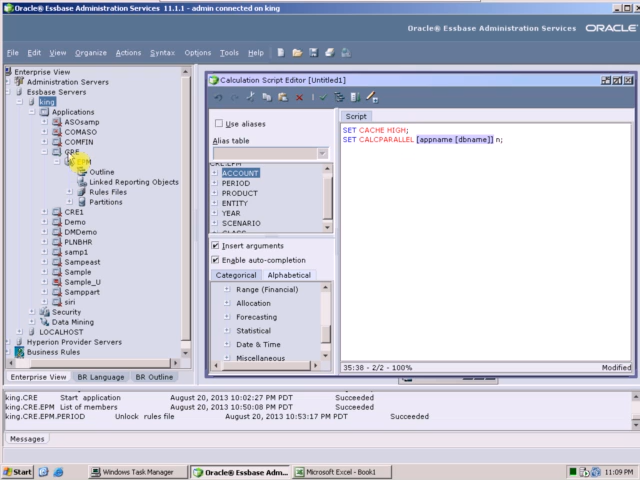 Oracle® Essbase Administration Services 11.1.1 - admin connected on king
Oracle® Essbase Administration Services ORACLE
File Edit View Organize Actions Syntax Options Tools Help
Enterprise View
Administration Servers
Essbase Servers
king
Applications
ASOsamp
COMASO
COMFIN
CRE
EPM
Outline
Linked Reporting Objects
Rules Files
Partitions
CRE1
Demo
DMDemo
PLNBHR
samp1
Sampeast
Sample
Sample_U
Samppart
siri
Security
Data Mining
LOCALHOST
Hyperion Provider Servers
Business Rules
Enterprise View BR Language BR Outline
Calculation Script Editor [Untitled1]
Use aliases
Alias table
CRE.EPM
ACCOUNT
PERIOD
PRODUCT
ENTITY
YEAR
SCENARIO
CLASS
Insert arguments
Enable auto-completion
Categorical Alphabetical
Range (Financial)
Allocation
Forecasting
Statistical
Date & Time
Miscellaneous
Script
SET CACHE HIGH;
SET CALCPARALLEL [appname [dbname]] n;
35:38 - 2/2 - 100% Modified
king.CRE Start application August 20, 2013 10:02:27 PM PDT Succeeded
king.CRE.EPM List of members August 20, 2013 10:50:08 PM PDT Succeeded
king.CRE.EPM.PERIOD Unlock rules file August 20, 2013 10:53:17 PM PDT Succeeded
Messages
Start Windows Task Manager Oracle® Essbase Adm... Microsoft Excel - Book1 11:09 PM